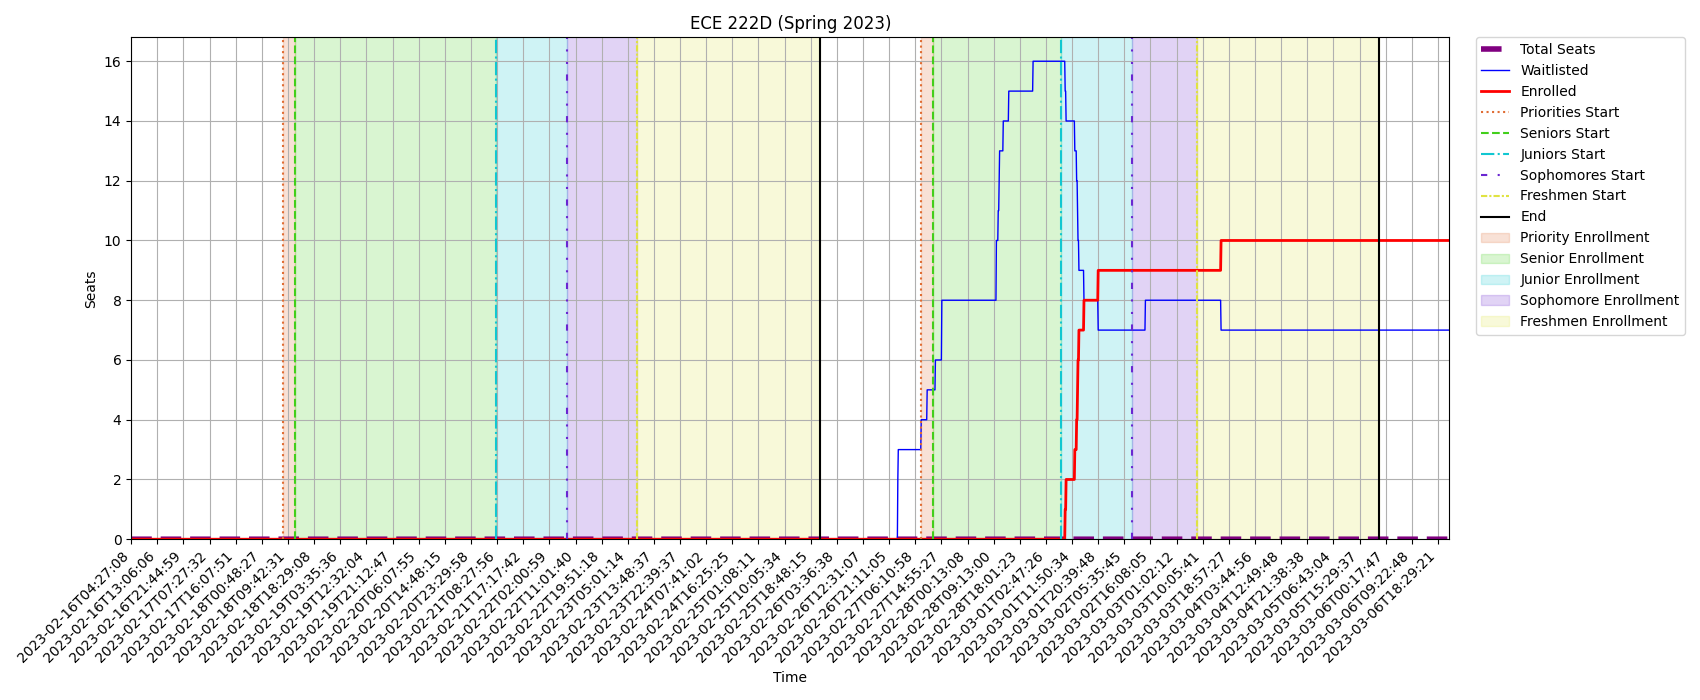 ECE 222D (Spring 2023)
Seats
16
14
12
10
8
6
4
2
0
2023-02-16T04:27:08
2023-02-16T13:06:06
2023-02-16T21:44:59
2023-02-17T07:27:32
2023-02-17T16:07:51
2023-02-18T00:48:27
2023-02-18T09:42:31
2023-02-18T18:29:08
2023-02-19T03:35:36
2023-02-19T12:32:04
2023-02-19T21:12:47
2023-02-20T06:07:55
2023-02-20T14:48:15
2023-02-20T23:29:58
2023-02-21T08:27:56
2023-02-21T17:17:42
2023-02-22T02:00:59
2023-02-22T11:01:40
2023-02-22T19:51:18
2023-02-23T05:01:14
2023-02-23T13:48:37
2023-02-23T22:39:37
2023-02-24T07:41:02
2023-02-24T16:25:25
2023-02-25T01:08:11
2023-02-25T10:05:34
2023-02-25T18:48:15
2023-02-26T03:36:38
2023-02-26T12:31:07
2023-02-26T21:11:05
2023-02-27T06:10:58
2023-02-27T14:55:27
2023-02-28T00:13:08
2023-02-28T09:13:00
2023-02-28T18:01:23
2023-03-01T02:47:26
2023-03-01T11:50:34
2023-03-01T20:39:48
2023-03-02T05:35:45
2023-03-02T16:08:05
2023-03-03T01:02:12
2023-03-03T10:05:41
2023-03-03T18:57:27
2023-03-04T03:44:56
2023-03-04T12:49:48
2023-03-04T21:38:38
2023-03-05T06:43:04
2023-03-05T15:29:37
2023-03-06T00:17:47
2023-03-06T09:22:48
2023-03-06T18:29:21
Time
Total Seats
Waitlisted
Enrolled
Priorities Start
Seniors Start
Juniors Start
Sophomores Start
Freshmen Start
End
Priority Enrollment
Senior Enrollment
Junior Enrollment
Sophomore Enrollment
Freshmen Enrollment